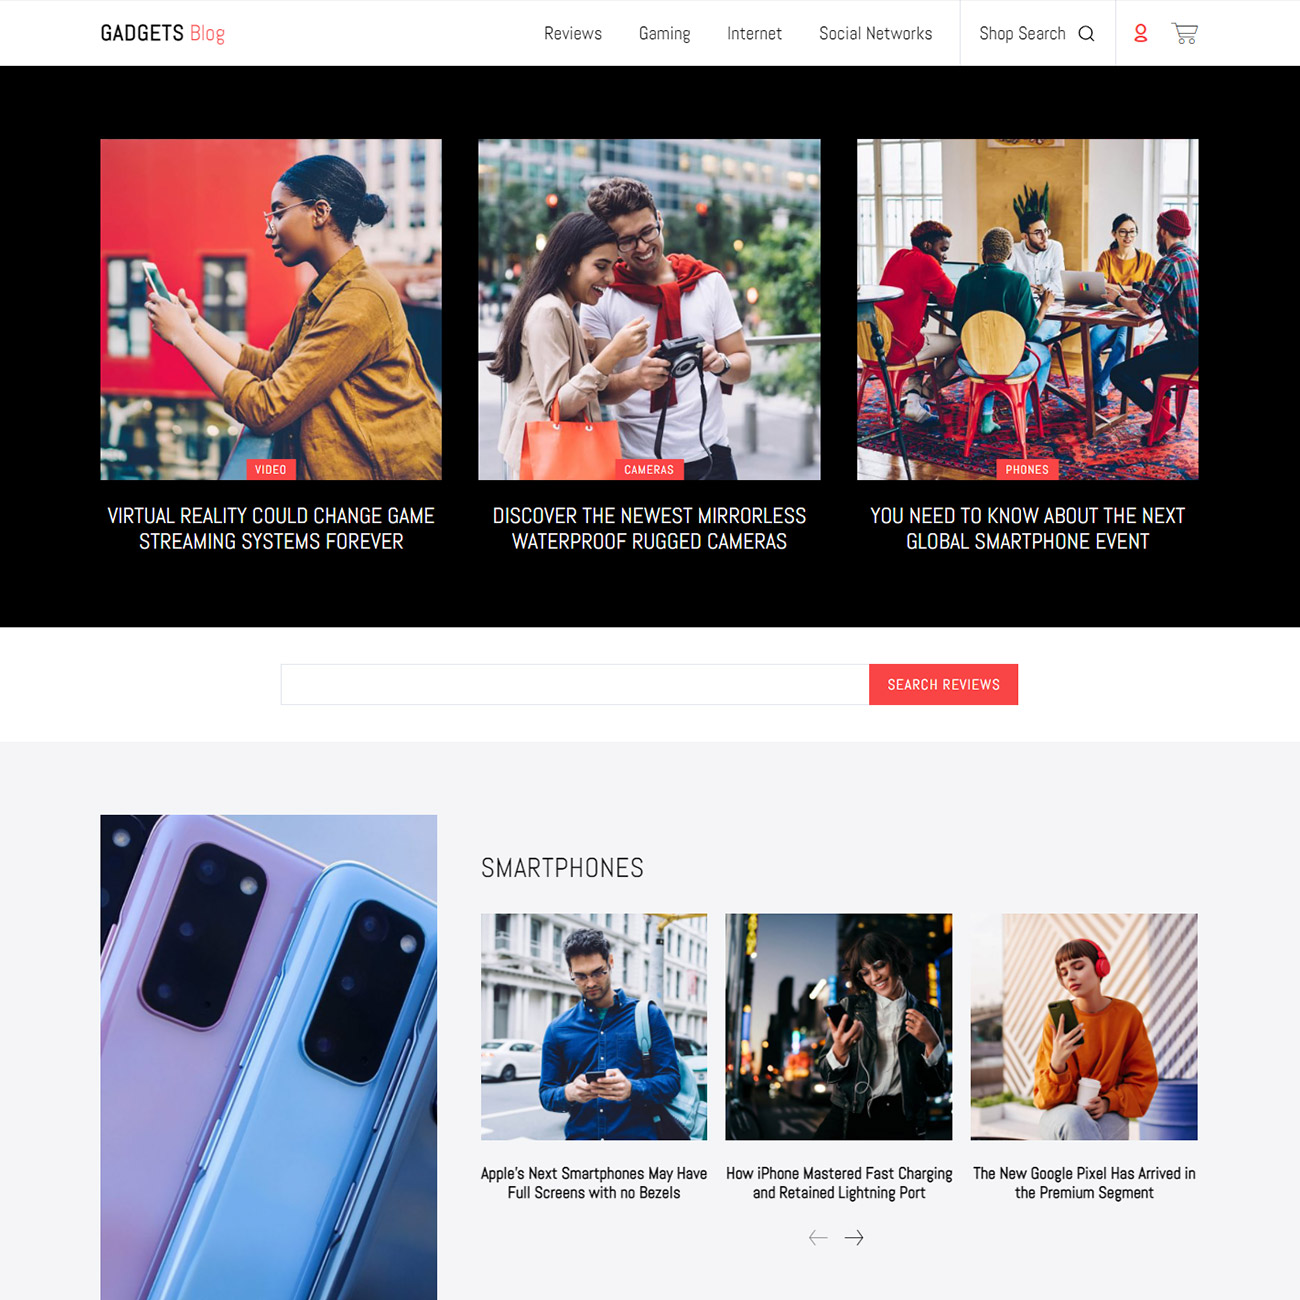 GADGETS Blog
Reviews
Gaming
Internet
Social Networks
Shop Search
VIDEO
VIRTUAL REALITY COULD CHANGE GAME
STREAMING SYSTEMS FOREVER
CAMERAS
DISCOVER THE NEWEST MIRRORLESS
WATERPROOF RUGGED CAMERAS
PHONES
YOU NEED TO KNOW ABOUT THE NEXT
GLOBAL SMARTPHONE EVENT
SEARCH REVIEWS
SMARTPHONES
Apple's Next Smartphones May Have
Full Screens with no Bezels
How iPhone Mastered Fast Charging
and Retained Lightning Port
The New Google Pixel Has Arrived in
the Premium Segment